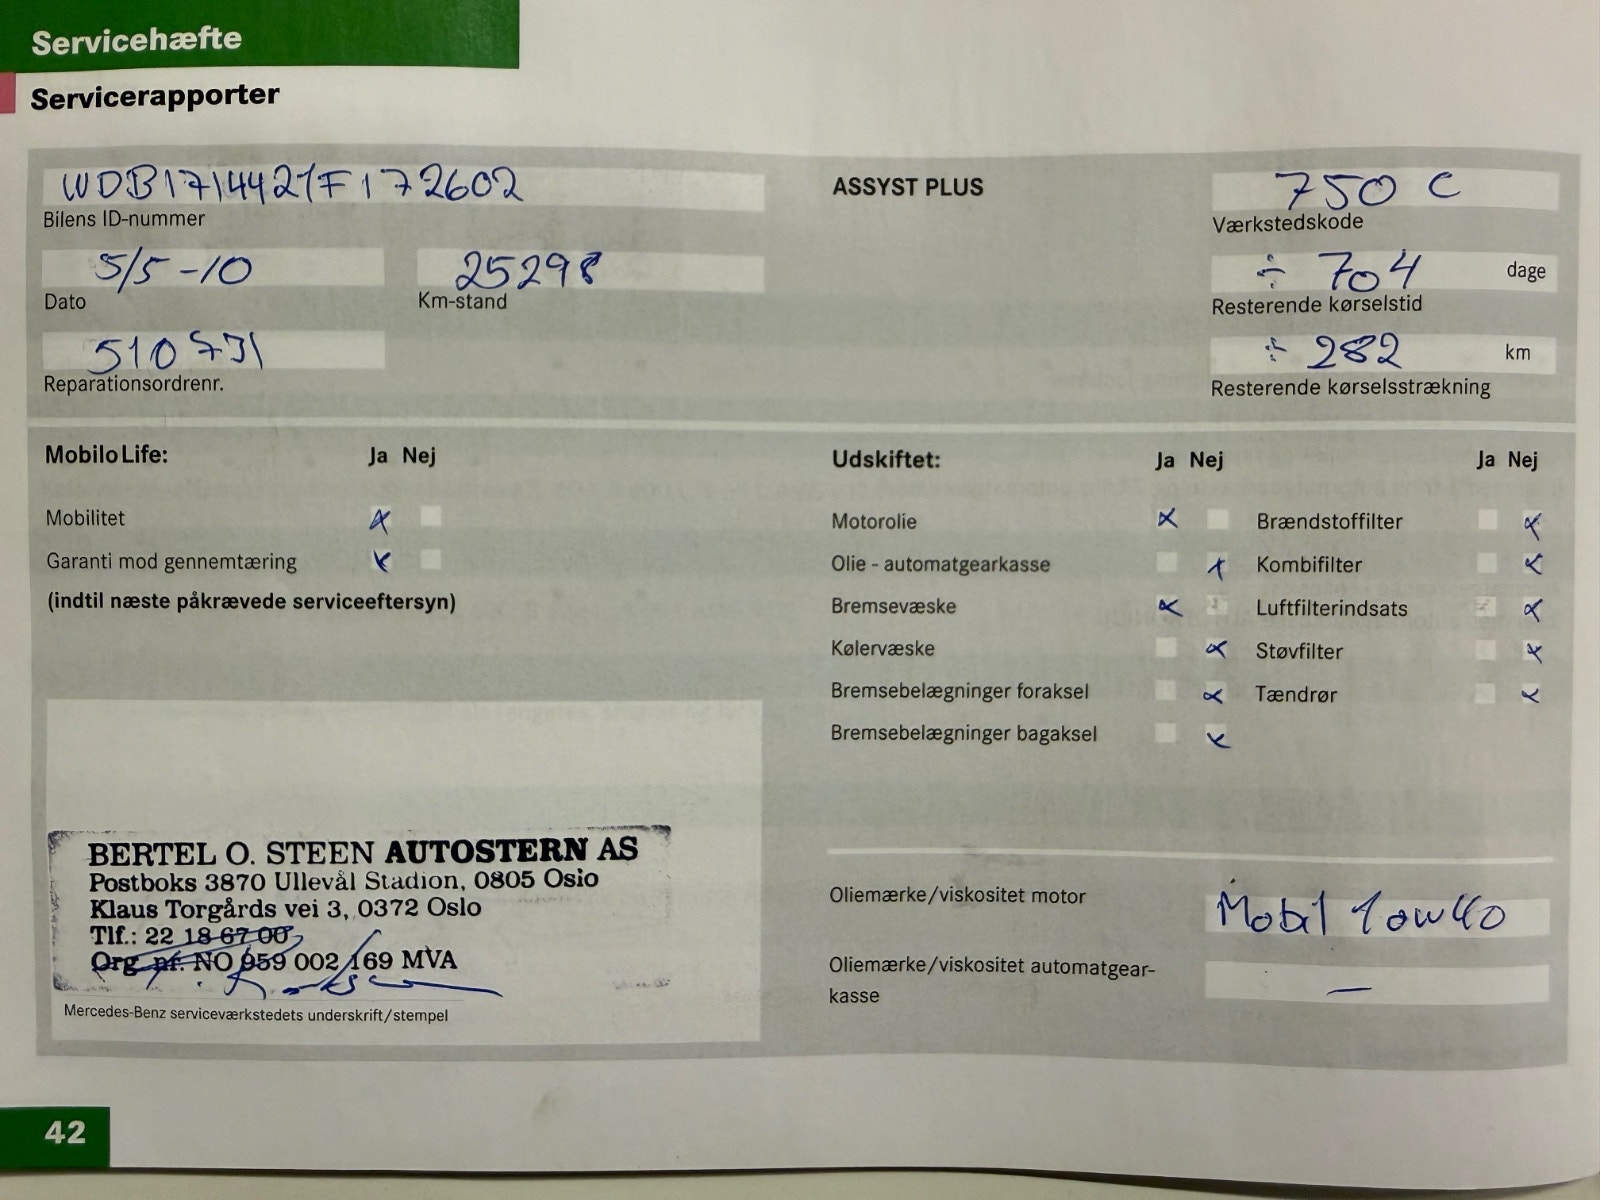 Servicehæfte
Servicerapporter
WDB1714421F172602
Bilens ID-nummer
5/5-10
Dato
25298
Km-stand
510731
Reparationsordrenr.
ASSYST PLUS
750 C
Værkstedskode
÷ 704 dage
Resterende kørselstid
÷ 282 km
Resterende kørselsstrækning
MobiloLife: Ja Nej
Mobilitet x
Garanti mod gennemtæring x
(indtil næste påkrævede serviceeftersyn)
Udskiftet: Ja Nej
Motorolie x
Olie - automatgearkasse x
Bremsevæske x
Kølervæske x
Bremsebelægninger foraksel x
Bremsebelægninger bagaksel x
Ja Nej
Brændstoffilter x
Kombifilter x
Luftfilterindsats x
Støvfilter x
Tændrør x
BERTEL O. STEEN AUTOSTERN AS
Postboks 3870 Ullevål Stadion, 0805 Oslo
Klaus Torgårds vei 3, 0372 Oslo
Tlf.: 22 18 67 00
Org. nr. NO 959 002 169 MVA
Mercedes-Benz serviceværkstedets underskrift/stempel
Oliemærke/viskositet motor
Mobil 10w40
Oliemærke/viskositet automatgear-
kasse
—
42